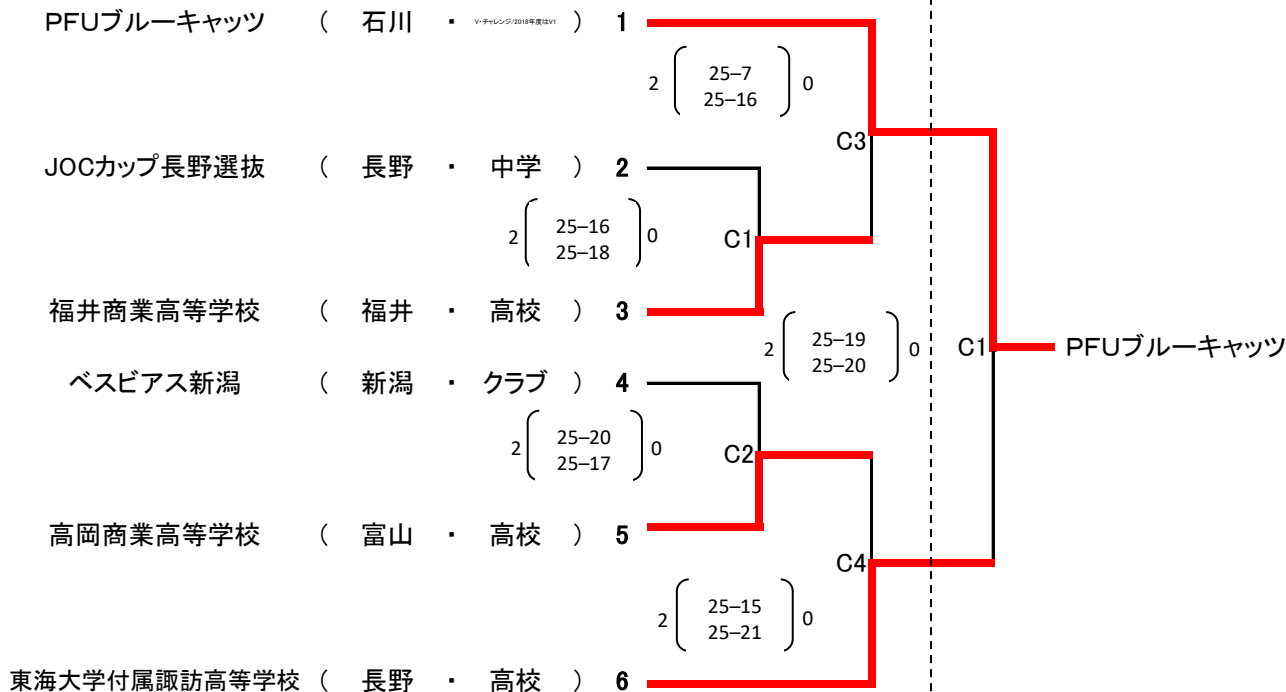 PFUブルーキャッツ （ 石川 ・ V・チャレンジ/2018年度はV1 ） 1
2 25–7 0
25–16
C3
JOCカップ長野選抜 （ 長野 ・ 中学 ） 2
2 25–16 0
25–18
C1
福井商業高等学校 （ 福井 ・ 高校 ） 3
2 25–19 0
25–20
C1 PFUブルーキャッツ
ベスビアス新潟 （ 新潟 ・ クラブ ） 4
2 25–20 0
25–17
C2
高岡商業高等学校 （ 富山 ・ 高校 ） 5
C4
2 25–15 0
25–21
東海大学付属諏訪高等学校 （ 長野 ・ 高校 ） 6